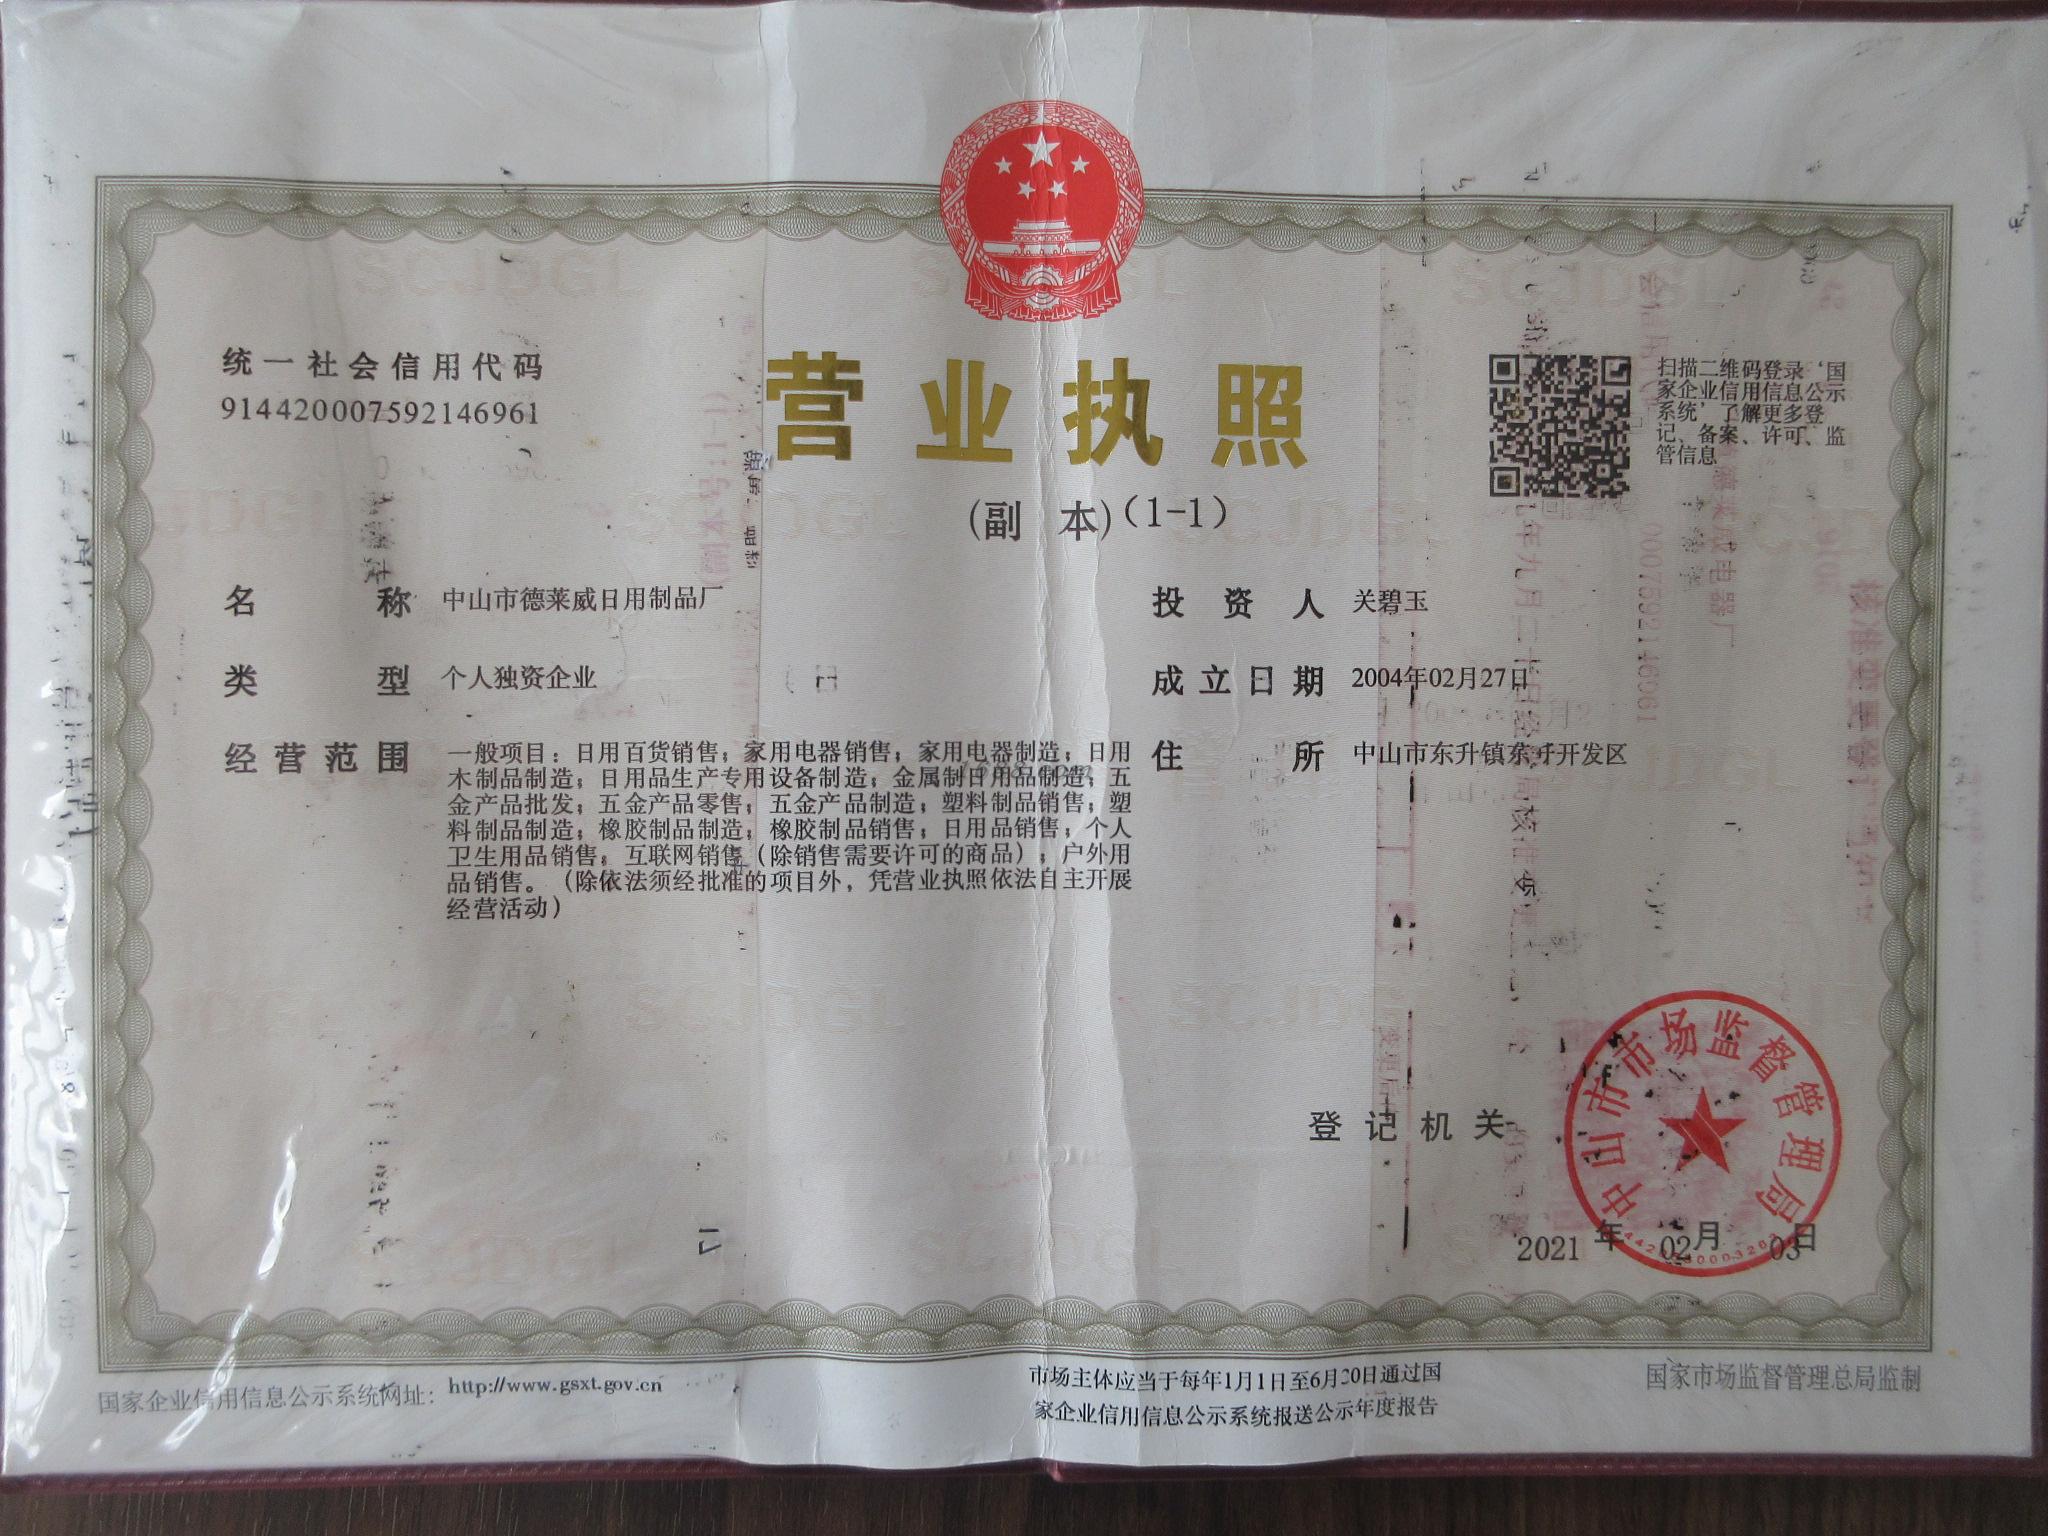 统一社会信用代码
914420007592146961
营业执照
(副 本)(1-1)
扫描二维码登录‘国
家企业信用信息公示
系统’了解更多登
记、备案、许可、监
管信息
名 称 中山市德莱威日用制品厂
类 型 个人独资企业
经营范围 一般项目：日用百货销售；家用电器销售；家用电器制造；日用
木制品制造；日用品生产专用设备制造；金属制日用品制造；五
金产品批发；五金产品零售；五金产品制造；塑料制品销售；塑
料制品制造；橡胶制品制造；橡胶制品销售；日用品销售；个人
卫生用品销售；互联网销售（除销售需要许可的商品）；户外用
品销售。（除依法须经批准的项目外，凭营业执照依法自主开展
经营活动）
投资人 关碧玉
成立日期 2004年02月27日
住 所 中山市东升镇东升开发区
登记机关
中山市市场监督管理局
2021 年 02月 03日
国家企业信用信息公示系统网址：http://www.gsxt.gov.cn
市场主体应当于每年1月1日至6月30日通过国
家企业信用信息公示系统报送公示年度报告
国家市场监督管理总局监制